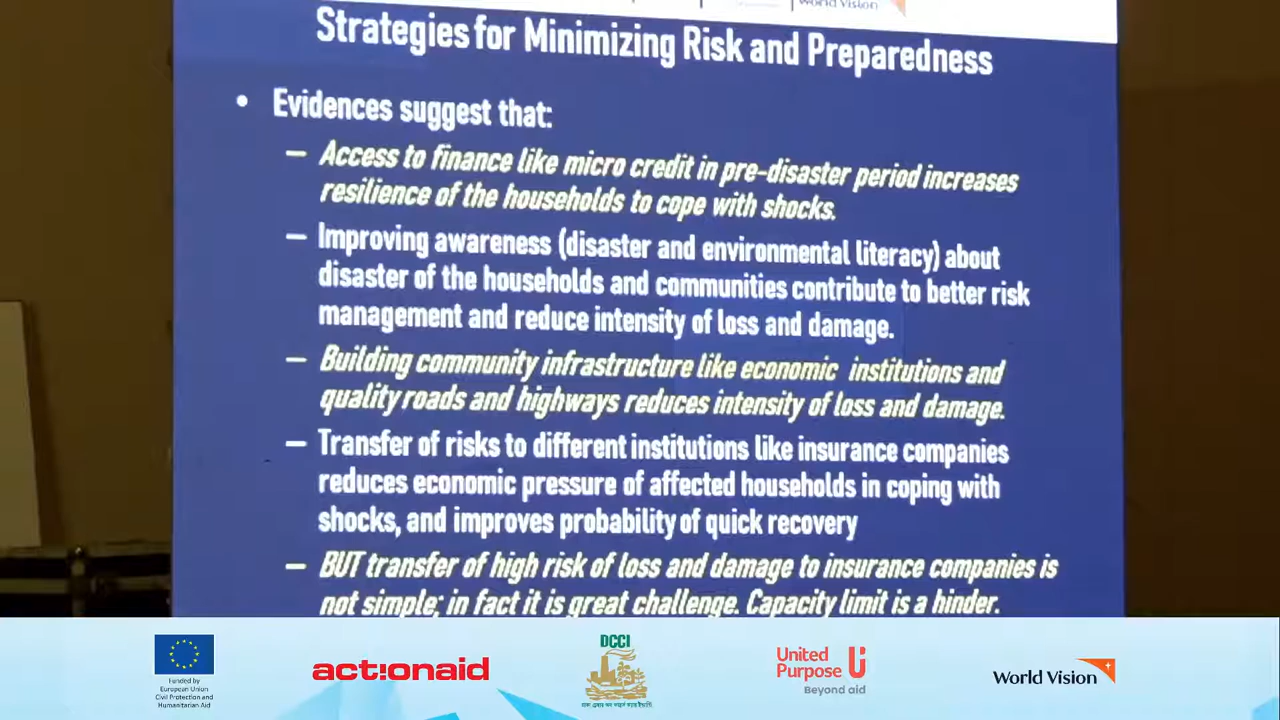 World Vision
Strategies for Minimizing Risk and Preparedness
• Evidences suggest that:
– Access to finance like micro credit in pre-disaster period increases
resilience of the households to cope with shocks.
– Improving awareness (disaster and environmental literacy) about
disaster of the households and communities contribute to better risk
management and reduce intensity of loss and damage.
– Building community infrastructure like economic institutions and
quality roads and highways reduces intensity of loss and damage.
– Transfer of risks to different institutions like insurance companies
reduces economic pressure of affected households in coping with
shocks, and improves probability of quick recovery
– BUT transfer of high risk of loss and damage to insurance companies is
not simple; in fact it is great challenge. Capacity limit is a hinder.
Funded by
European Union
Civil Protection and
Humanitarian Aid
actionaid
DCCI
United
Purpose
Beyond aid
World Vision